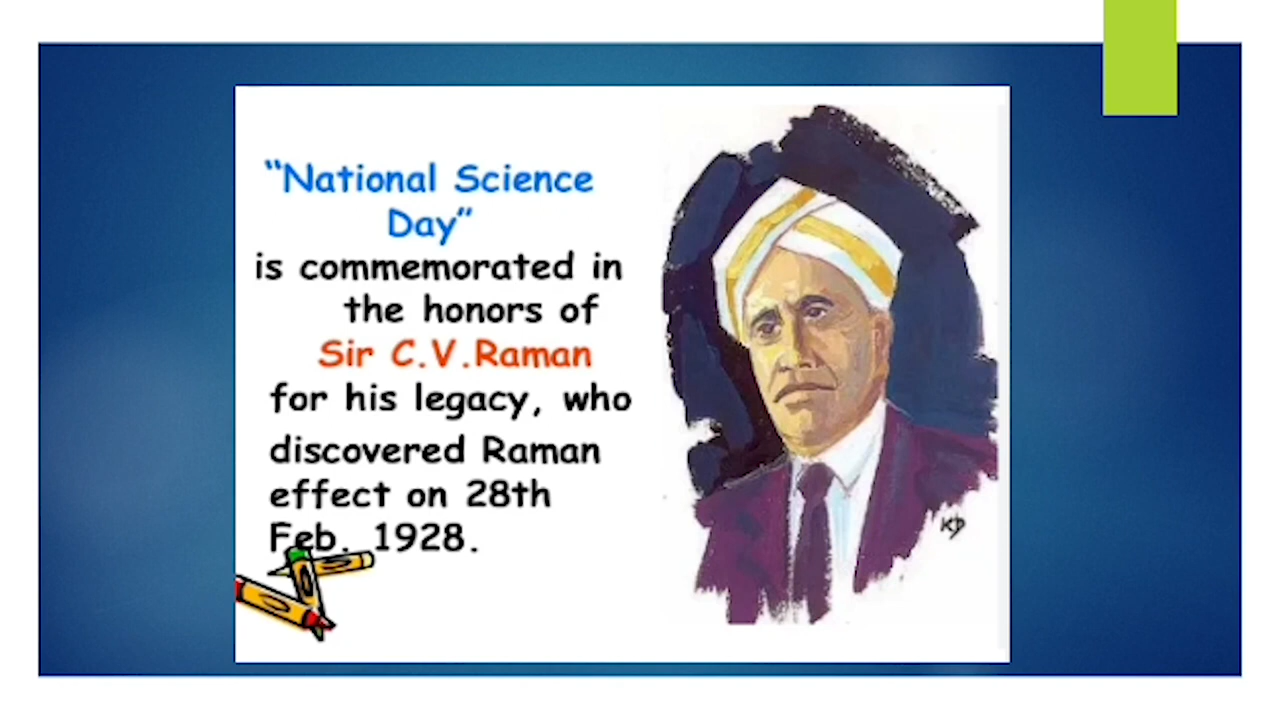 “National Science
Day”
is commemorated in
the honors of
Sir C.V.Raman
for his legacy, who
discovered Raman
effect on 28th
Feb. 1928.
KD